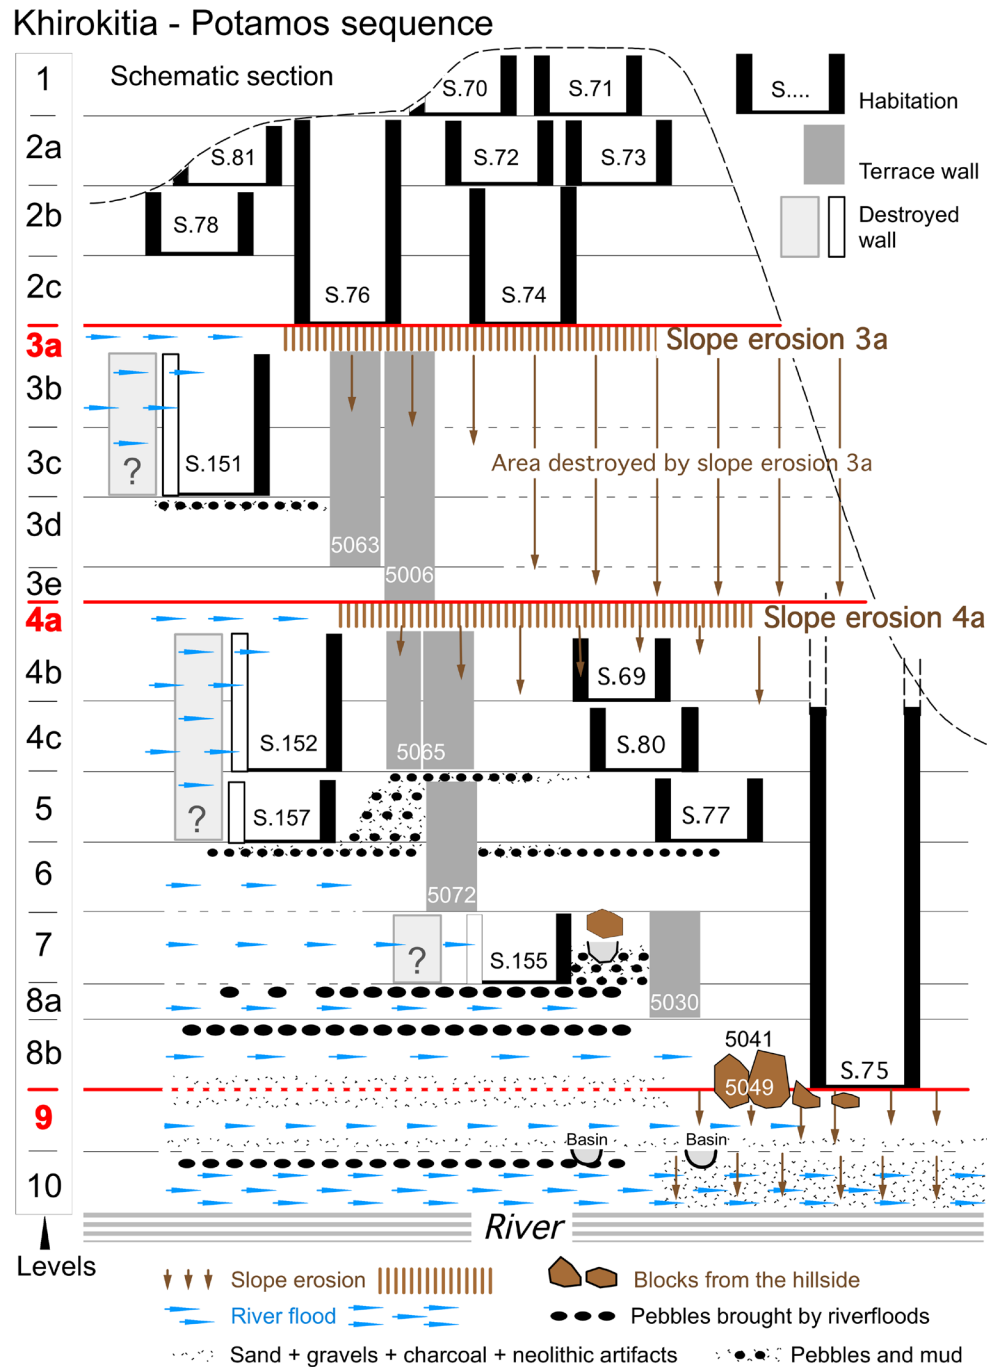 Khirokitia - Potamos sequence
Schematic section
1
S.70
S.71
S....
Habitation
2a
S.81
S.72
S.73
Terrace wall
2b
S.78
Destroyed
wall
2c
S.76
S.74
3a
Slope erosion 3a
3b
3c
?
S.151
Area destroyed by slope erosion 3a
3d
5063
3e
5006
4a
Slope erosion 4a
4b
S.69
4c
S.152
5065
S.80
5
?
S.157
S.77
6
5072
7
?
S.155
8a
5030
8b
5041
5049
S.75
9
Basin
Basin
10
River
Levels
Slope erosion
Blocks from the hillside
River flood
Pebbles brought by riverfloods
Sand + gravels + charcoal + neolithic artifacts
Pebbles and mud